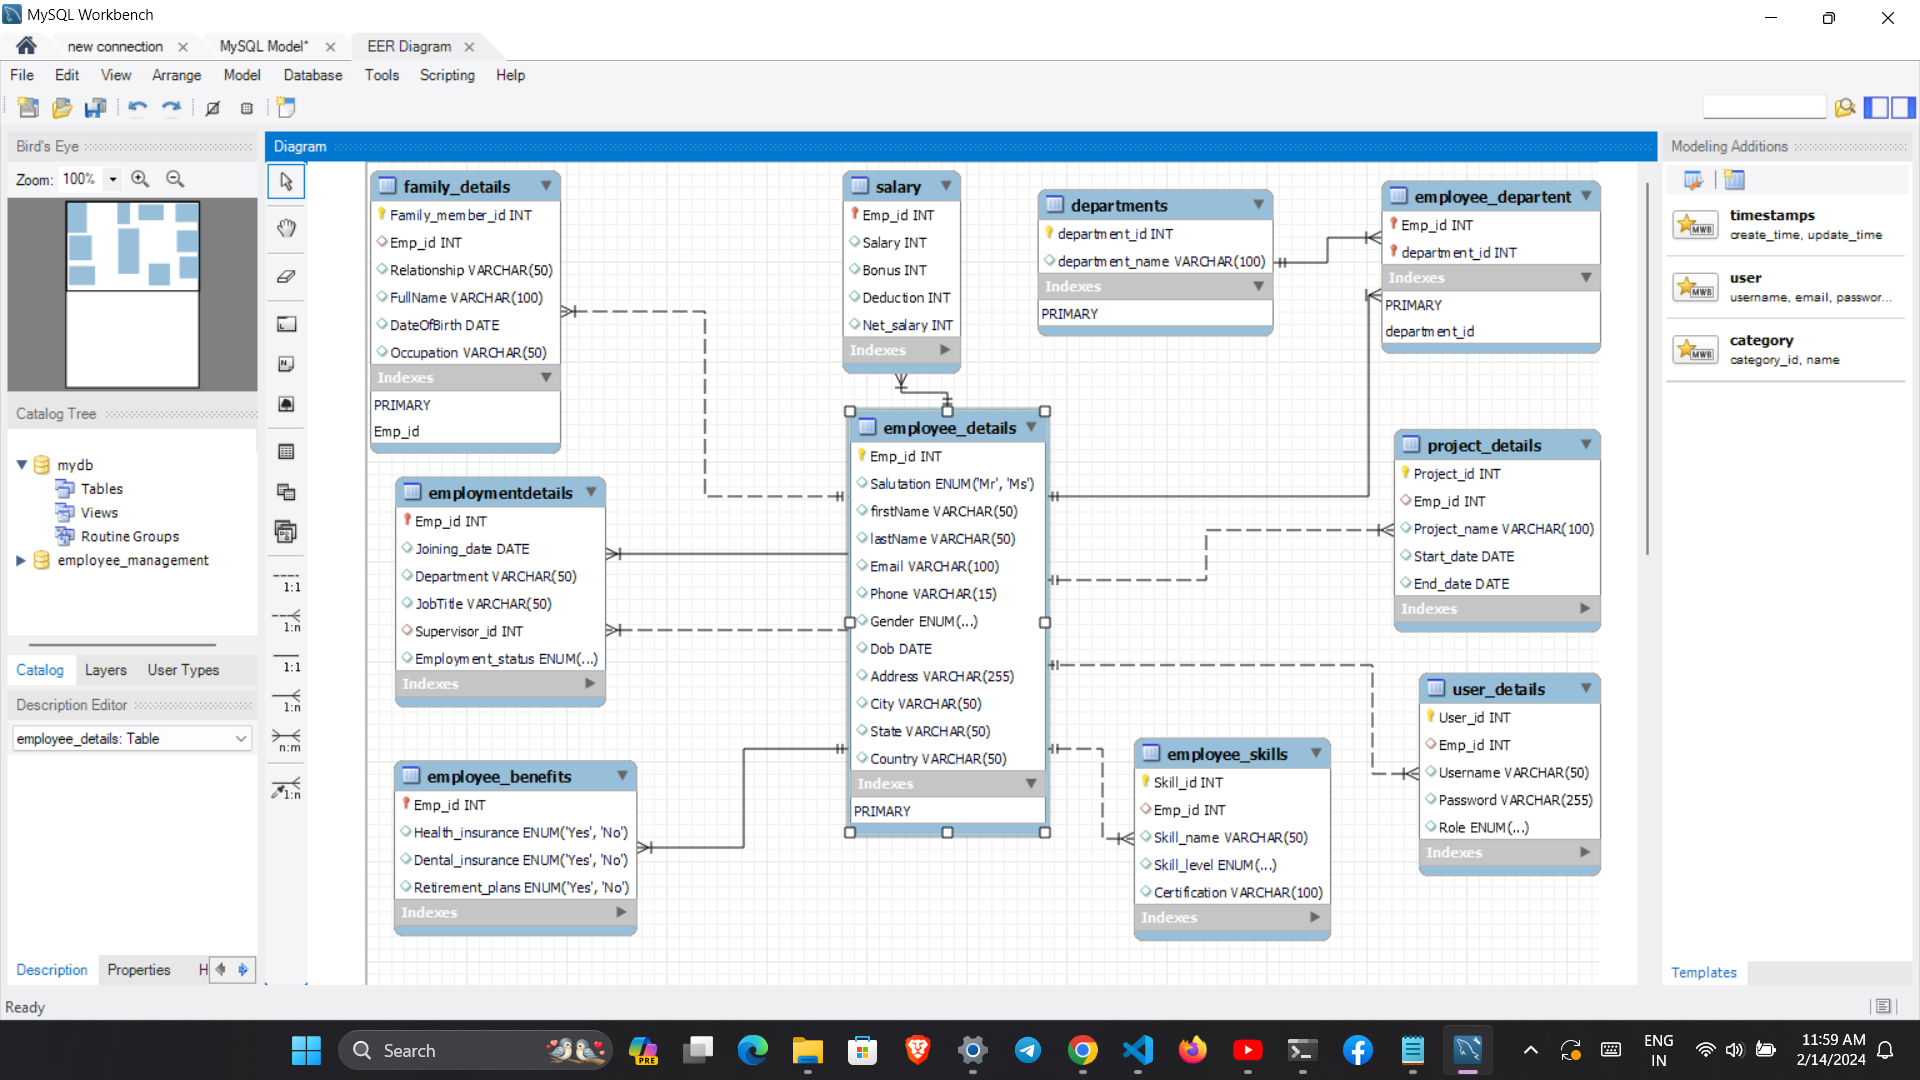 MySQL Workbench
new connection
MySQL Model*
EER Diagram
File Edit View Arrange Model Database Tools Scripting Help
Bird's Eye
Zoom: 100%
Catalog Tree
mydb
Tables
Views
Routine Groups
employee_management
Catalog Layers User Types
Description Editor
employee_details: Table
Description Properties H
Ready
Diagram
1:1
1:n
1:1
1:n
n:m
1:n
family_details
Family_member_id INT
Emp_id INT
Relationship VARCHAR(50)
FullName VARCHAR(100)
DateOfBirth DATE
Occupation VARCHAR(50)
Indexes
PRIMARY
Emp_id
employmentdetails
Emp_id INT
Joining_date DATE
Department VARCHAR(50)
JobTitle VARCHAR(50)
Supervisor_id INT
Employment_status ENUM(...)
Indexes
employee_benefits
Emp_id INT
Health_insurance ENUM('Yes', 'No')
Dental_insurance ENUM('Yes', 'No')
Retirement_plans ENUM('Yes', 'No')
Indexes
salary
Emp_id INT
Salary INT
Bonus INT
Deduction INT
Net_salary INT
Indexes
employee_details
Emp_id INT
Salutation ENUM('Mr', 'Ms')
firstName VARCHAR(50)
lastName VARCHAR(50)
Email VARCHAR(100)
Phone VARCHAR(15)
Gender ENUM(...)
Dob DATE
Address VARCHAR(255)
City VARCHAR(50)
State VARCHAR(50)
Country VARCHAR(50)
Indexes
PRIMARY
departments
department_id INT
department_name VARCHAR(100)
Indexes
PRIMARY
employee_departent
Emp_id INT
department_id INT
Indexes
PRIMARY
department_id
project_details
Project_id INT
Emp_id INT
Project_name VARCHAR(100)
Start_date DATE
End_date DATE
Indexes
user_details
User_id INT
Emp_id INT
Username VARCHAR(50)
Password VARCHAR(255)
Role ENUM(...)
Indexes
employee_skills
Skill_id INT
Emp_id INT
Skill_name VARCHAR(50)
Skill_level ENUM(...)
Certification VARCHAR(100)
Indexes
Modeling Additions
MWB
timestamps
create_time, update_time
MWB
user
username, email, passwor...
MWB
category
category_id, name
Templates
Search
PRE
ENG
IN
11:59 AM
2/14/2024